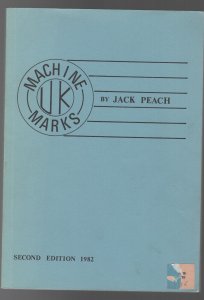 MACHINE
UK
MARKS
BY JACK PEACH
SECOND EDITION 1982